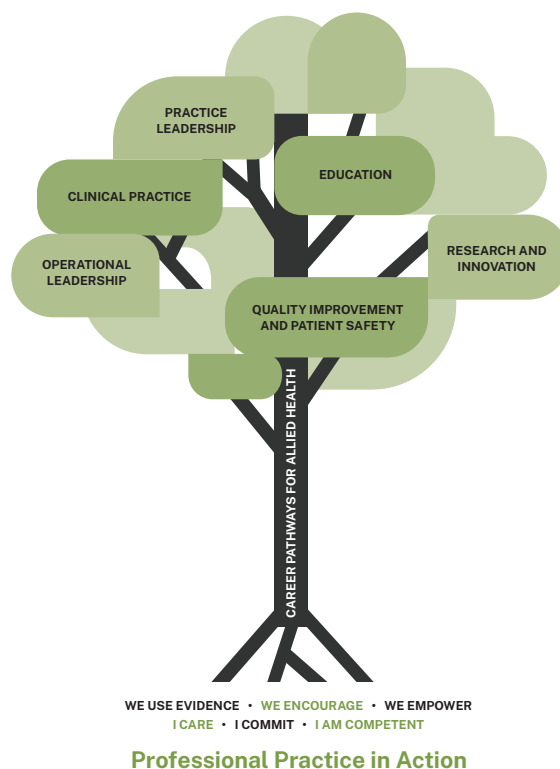 PRACTICE
LEADERSHIP
EDUCATION
CLINICAL PRACTICE
RESEARCH AND
INNOVATION
OPERATIONAL
LEADERSHIP
QUALITY IMPROVEMENT
AND PATIENT SAFETY
CAREER PATHWAYS FOR ALLIED HEALTH
WE USE EVIDENCE • WE ENCOURAGE • WE EMPOWER
I CARE • I COMMIT • I AM COMPETENT
Professional Practice in Action